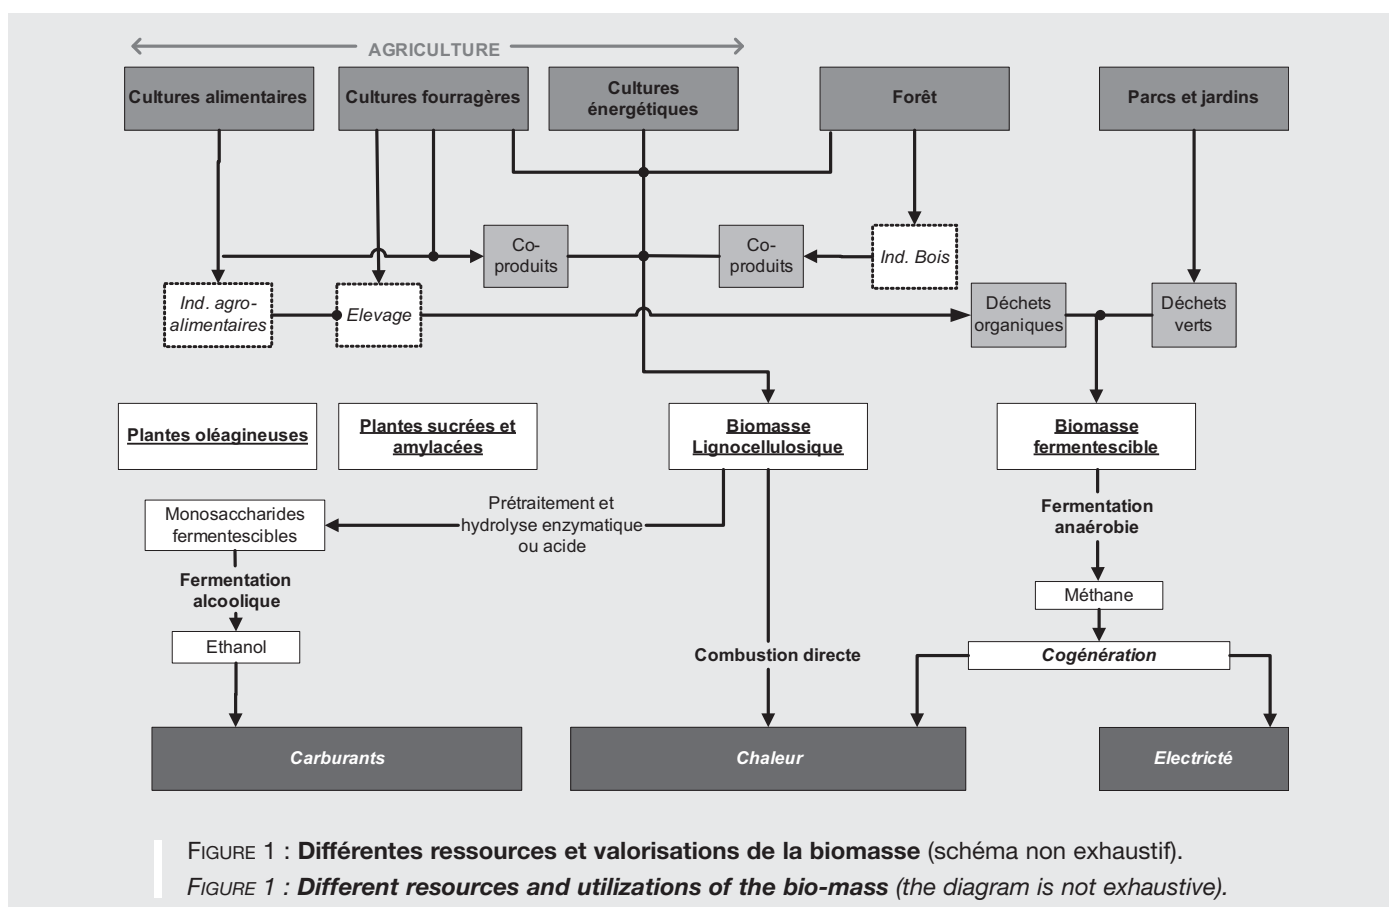 AGRICULTURE
Cultures alimentaires
Cultures fourragères
Cultures
énergétiques
Forêt
Parcs et jardins
Co-
produits
Co-
produits
Ind. Bois
Ind. agro-
alimentaires
Elevage
Déchets
organiques
Déchets
verts
Plantes oléagineuses
Plantes sucrées et
amylacées
Biomasse
Lignocellulosique
Biomasse
fermentescible
Monosaccharides
fermentescibles
Prétraitement et
hydrolyse enzymatique
ou acide
Fermentation
anaérobie
Fermentation
alcoolique
Méthane
Ethanol
Combustion directe
Cogénération
Carburants
Chaleur
Electricté
FIGURE 1 : Différentes ressources et valorisations de la biomasse (schéma non exhaustif).
FIGURE 1 : Different resources and utilizations of the bio-mass (the diagram is not exhaustive).